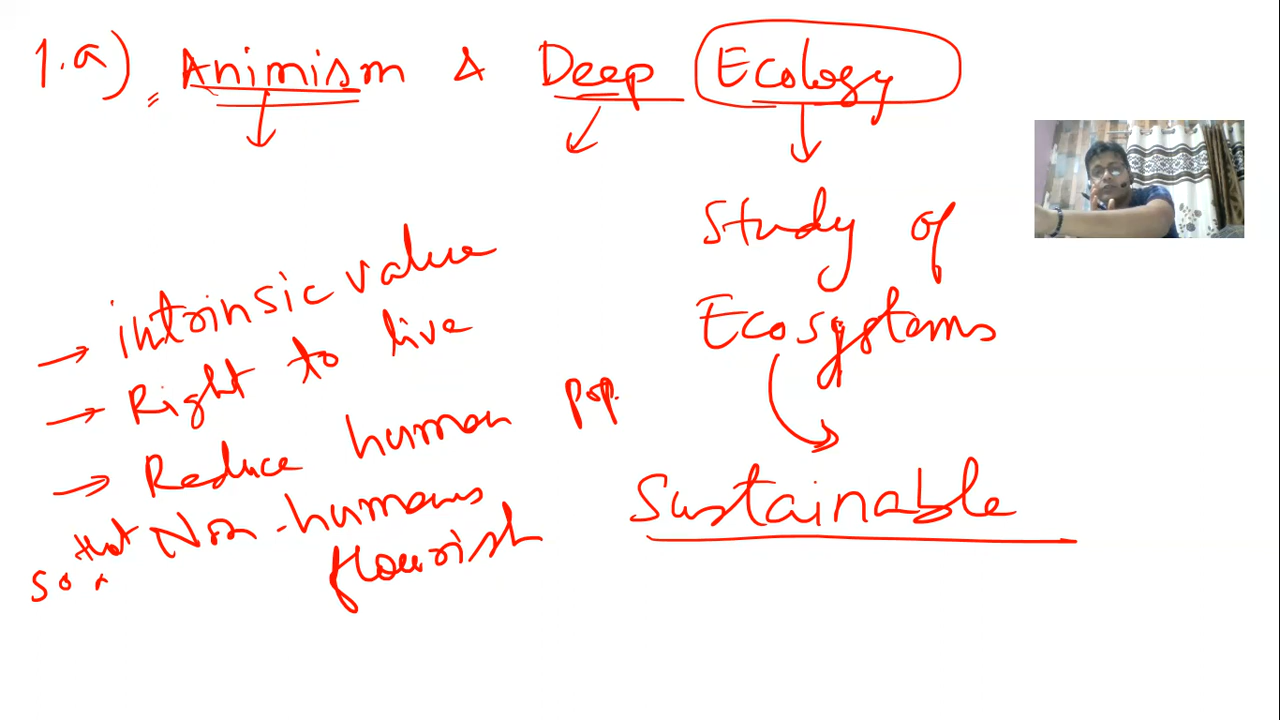 1.a) Animism & Deep Ecology
Study of
Ecosystems
Sustainable
→ intrinsic value
→ Right to live
→ Reduce human pop.
so that Non-humans
flourish